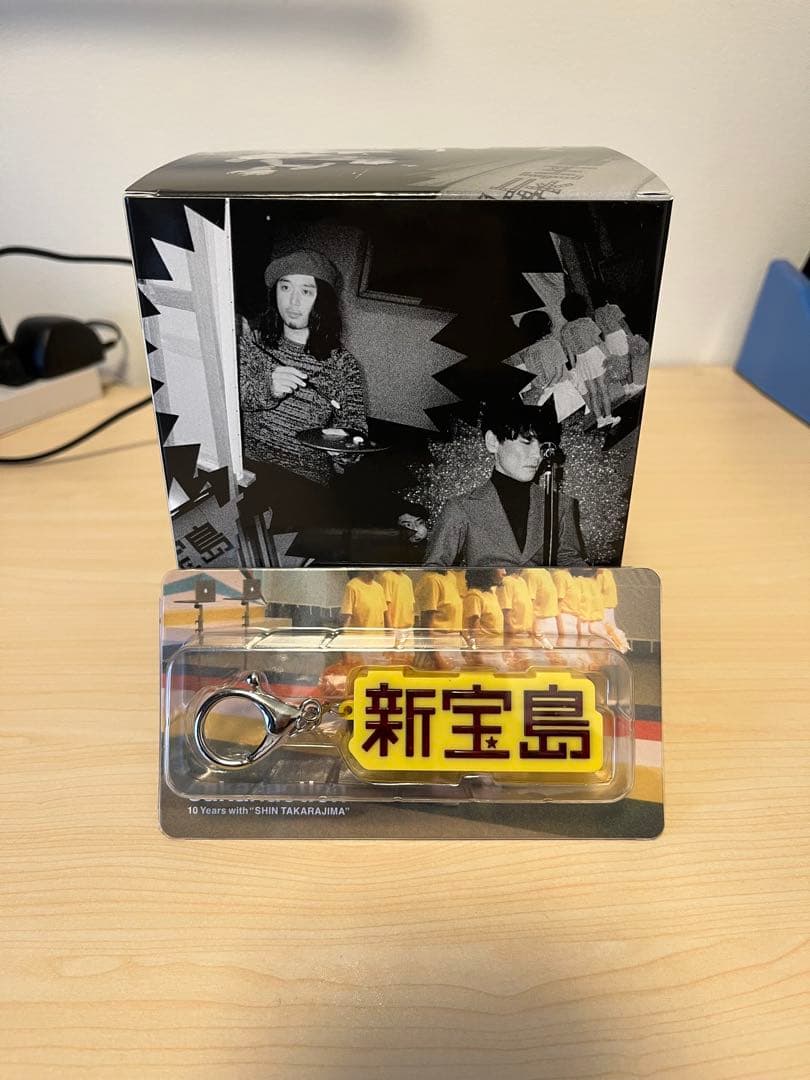 新宝島
10 Years with "SHIN TAKARAJIMA"